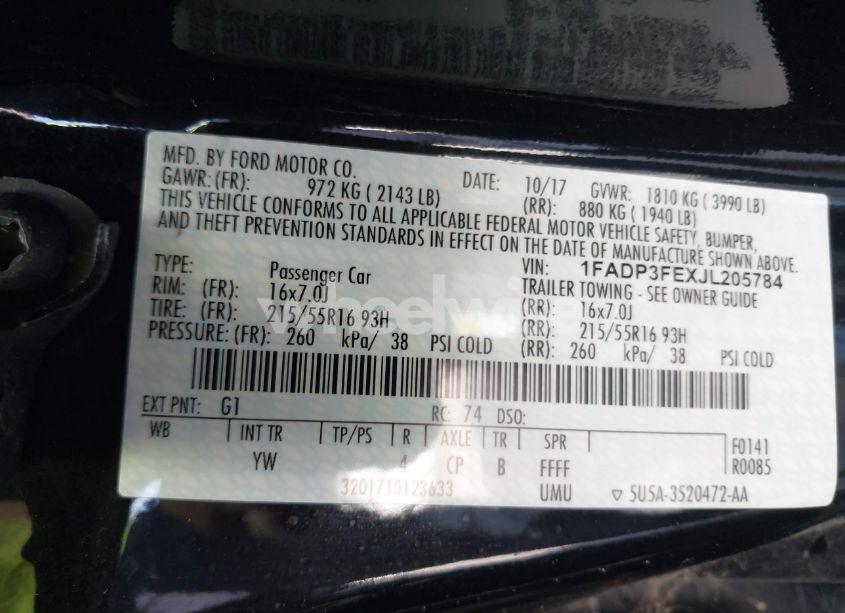 MFD. BY FORD MOTOR CO. DATE: 10/17 GVWR: 1810 KG ( 3990 LB)
GAWR: (FR): 972 KG ( 2143 LB) (RR): 880 KG ( 1940 LB)
THIS VEHICLE CONFORMS TO ALL APPLICABLE FEDERAL MOTOR VEHICLE SAFETY, BUMPER,
AND THEFT PREVENTION STANDARDS IN EFFECT ON THE DATE OF MANUFACTURE SHOWN ABOVE.
VIN: 1FADP3FEXJL205784
TYPE: Passenger Car TRAILER TOWING - SEE OWNER GUIDE
RIM: (FR): 16x7.0J (RR): 16x7.0J
TIRE: (FR): 215/55R16 93H (RR): 215/55R16 93H
PRESSURE: (FR): 260 kPa/ 38 PSI COLD (RR): 260 kPa/ 38 PSI COLD
EXT PNT: G1 RC: 74 DSO:
WB INT TR TP/PS R AXLE TR SPR F0141
YW 4 CP B FFFF R0085
3201710123633 UMU ▽ 5U5A-3520472-AA